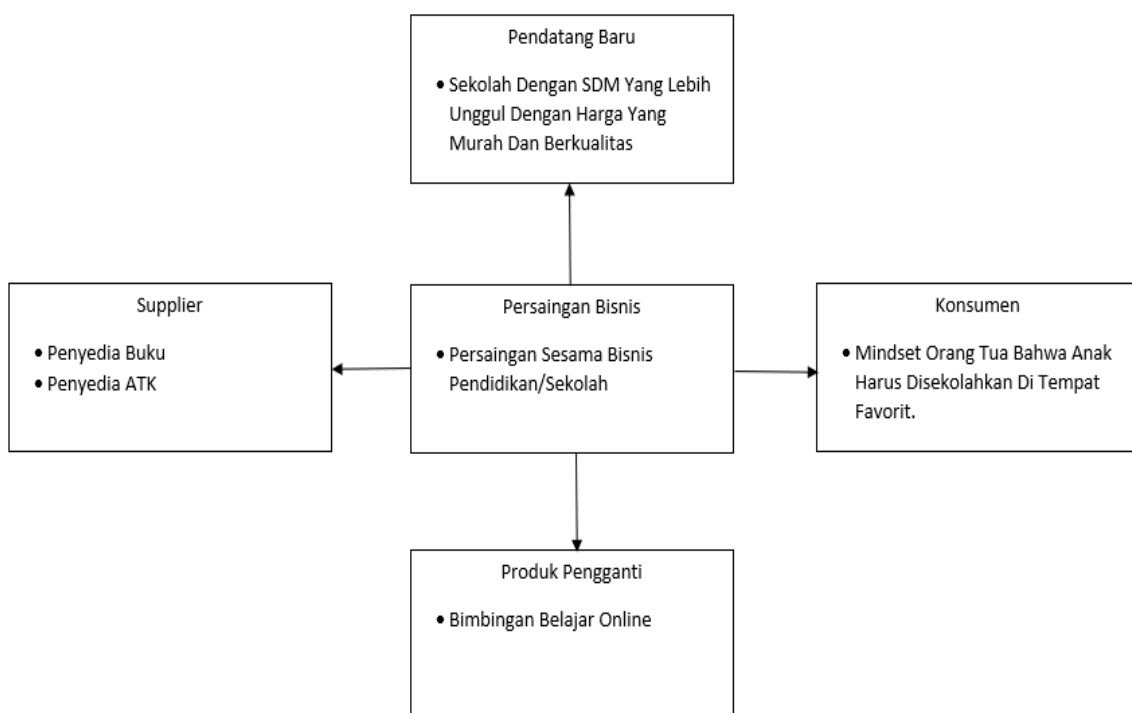 Pendatang Baru
• Sekolah Dengan SDM Yang Lebih
Unggul Dengan Harga Yang
Murah Dan Berkualitas
Supplier
• Penyedia Buku
• Penyedia ATK
Persaingan Bisnis
• Persaingan Sesama Bisnis
Pendidikan/Sekolah
Konsumen
• Mindset Orang Tua Bahwa Anak
Harus Disekolahkan Di Tempat
Favorit.
Produk Pengganti
• Bimbingan Belajar Online